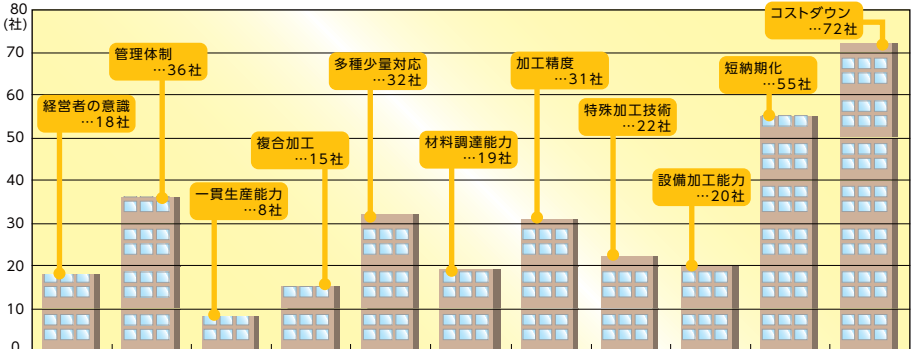 80
(社)
70
60
50
40
30
20
10
0
経営者の意識
…18社
管理体制
…36社
一貫生産能力
…8社
複合加工
…15社
多種少量対応
…32社
材料調達能力
…19社
加工精度
…31社
特殊加工技術
…22社
設備加工能力
…20社
短納期化
…55社
コストダウン
…72社